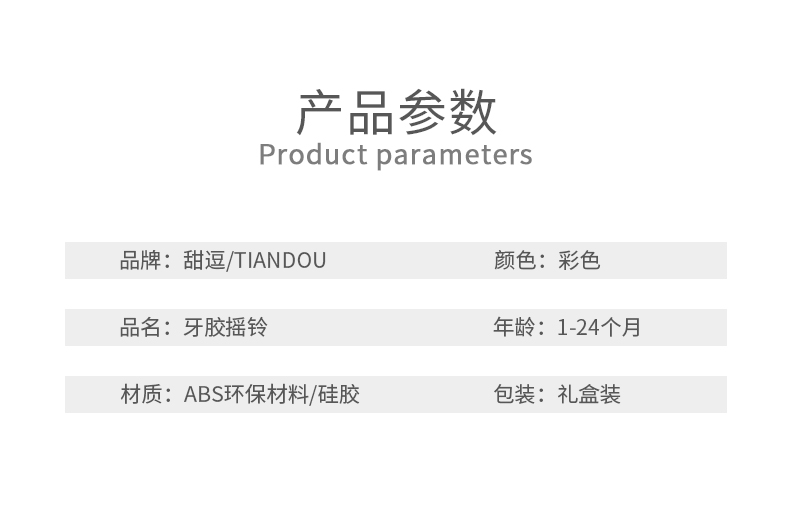 产品参数
Product parameters
品牌：甜逗/TIANDOU 颜色：彩色
品名：牙胶摇铃 年龄：1-24个月
材质：ABS环保材料/硅胶 包装：礼盒装